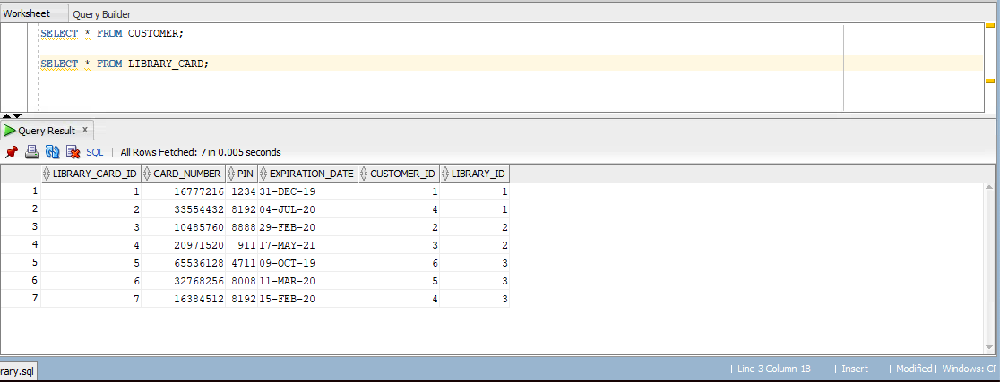 Worksheet Query Builder
SELECT * FROM CUSTOMER;
SELECT * FROM LIBRARY_CARD;
Query Result x
SQL | All Rows Fetched: 7 in 0.005 seconds
LIBRARY_CARD_ID CARD_NUMBER PIN EXPIRATION_DATE CUSTOMER_ID LIBRARY_ID
1 1 16777216 1234 31-DEC-19 1 1
2 2 33554432 8192 04-JUL-20 4 1
3 3 10485760 8888 29-FEB-20 2 2
4 4 20971520 911 17-MAY-21 3 2
5 5 65536128 4711 09-OCT-19 6 3
6 6 32768256 8008 11-MAR-20 5 3
7 7 16384512 8192 15-FEB-20 4 3
rary.sql | Line 3 Column 18 | Insert | Modified | Windows: CF